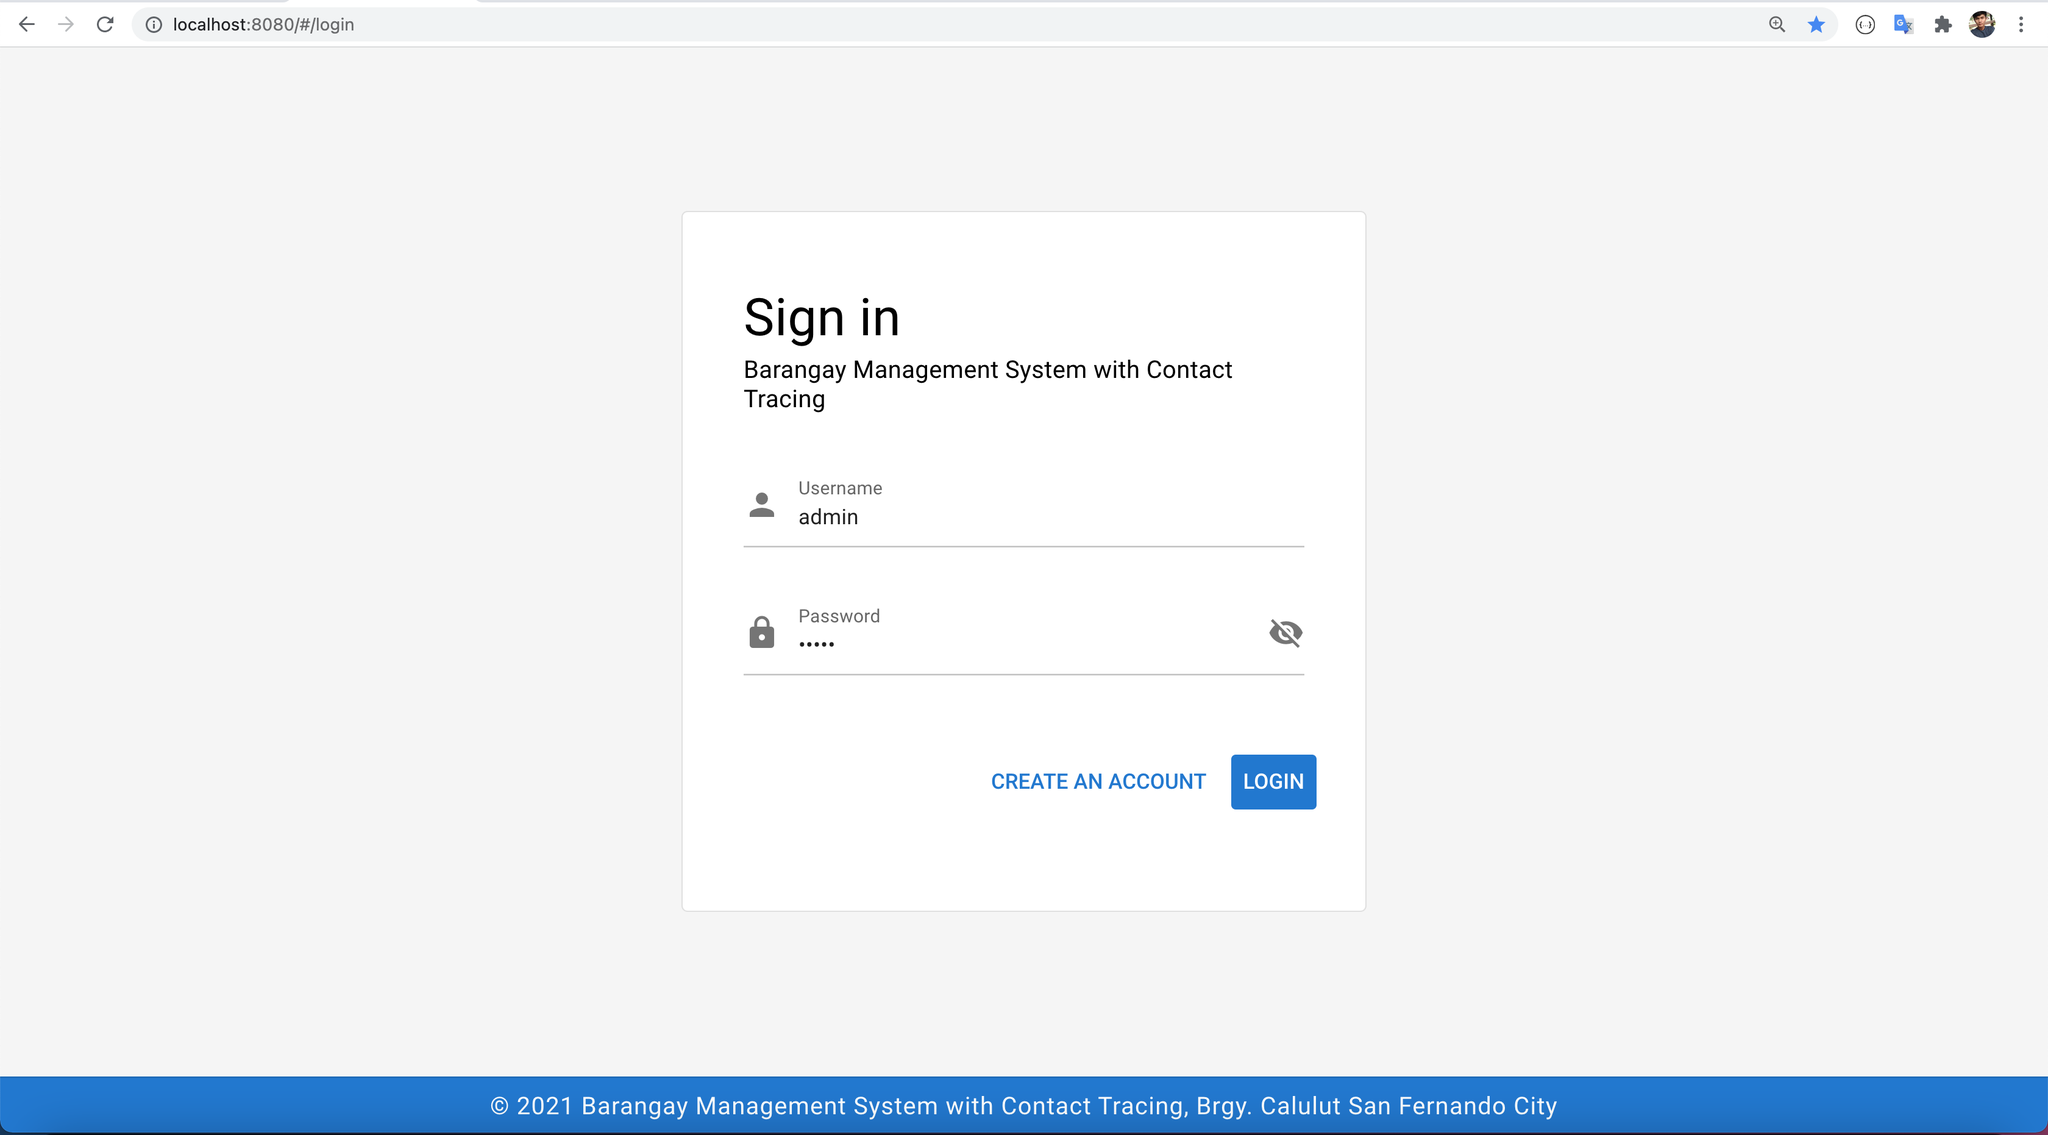 localhost:8080/#/login
Sign in
Barangay Management System with Contact
Tracing
Username
admin
Password
•••••
CREATE AN ACCOUNT LOGIN
© 2021 Barangay Management System with Contact Tracing, Brgy. Calulut San Fernando City